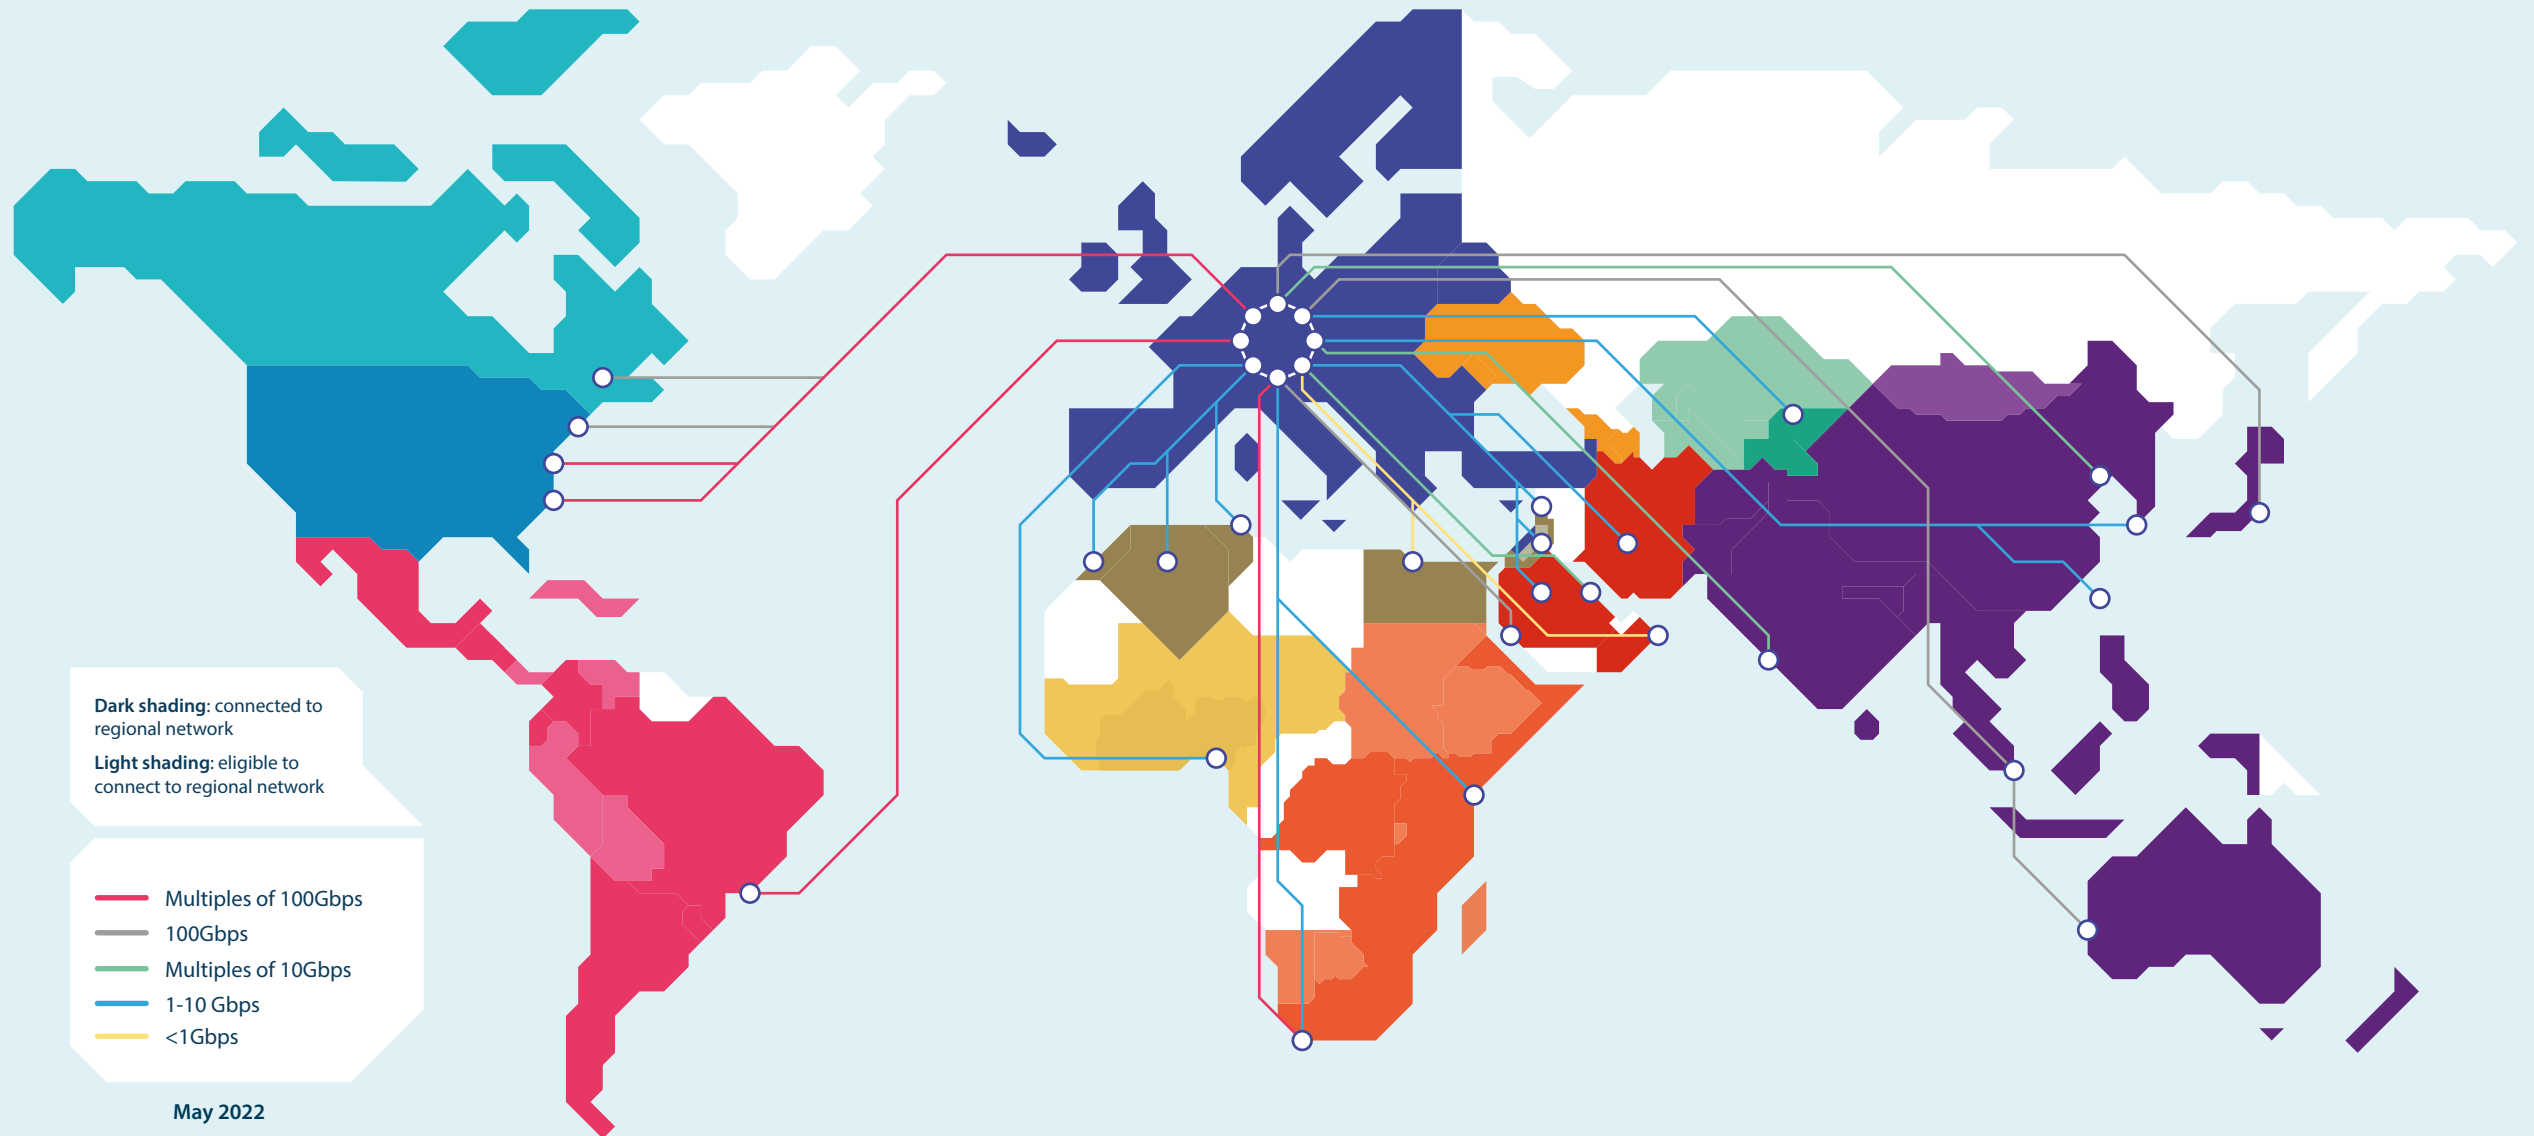 Dark shading: connected to
regional network
Light shading: eligible to
connect to regional network
Multiples of 100Gbps
100Gbps
Multiples of 10Gbps
1-10 Gbps
<1Gbps
May 2022